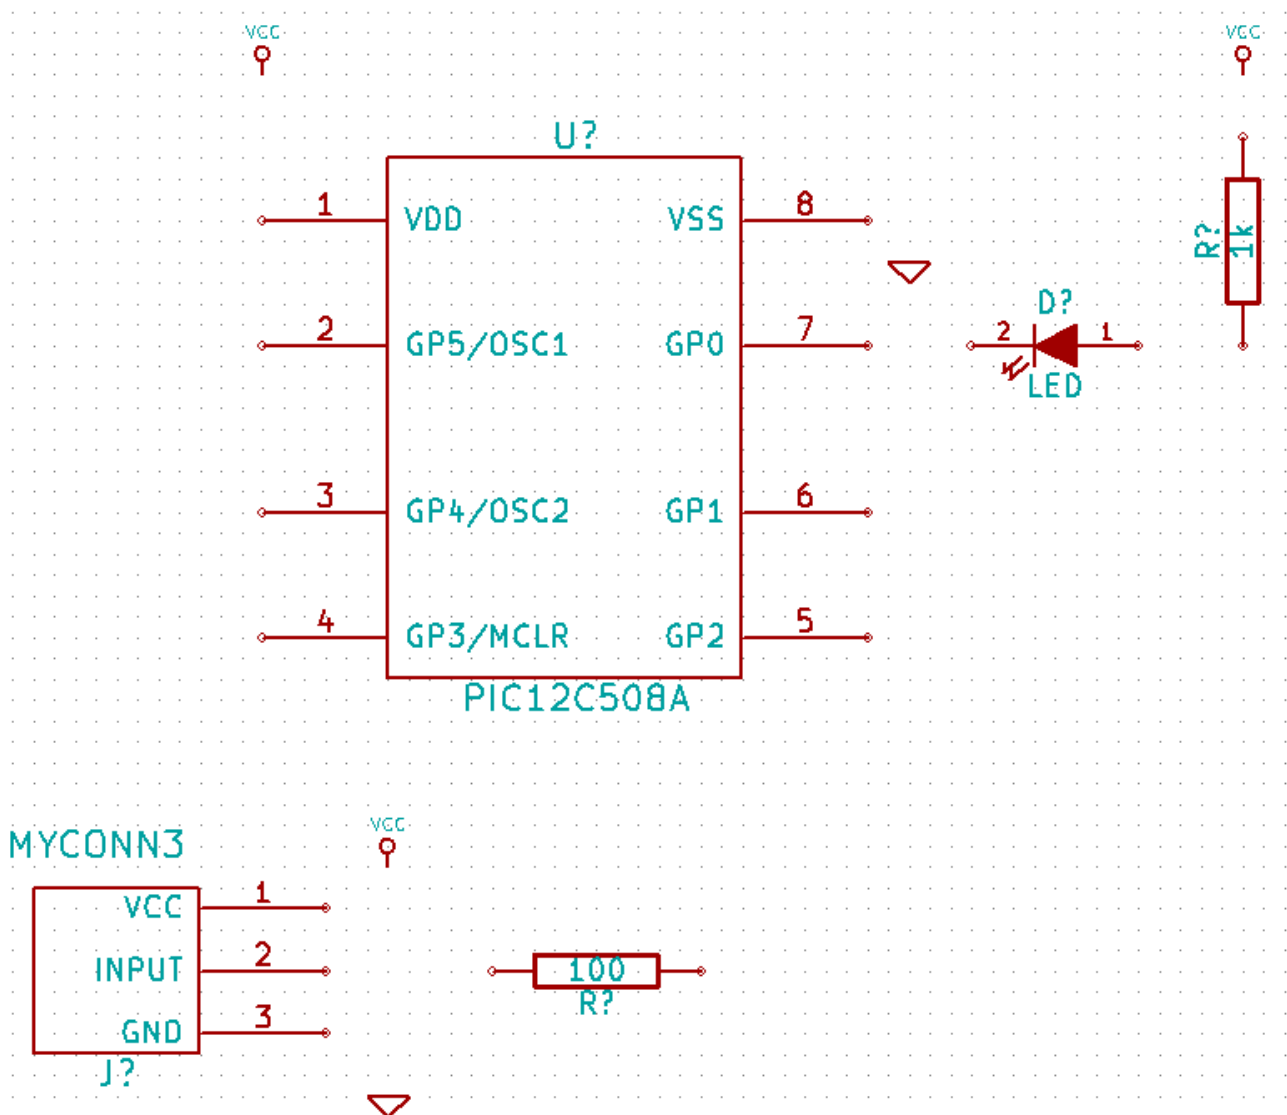 VCC
VCC
U?
1 VDD VSS 8
R? 1k
2 GP5/OSC1 GP0 7
D?
2 1
LED
3 GP4/OSC2 GP1 6
4 GP3/MCLR GP2 5
PIC12C508A
VCC
MYCONN3
VCC 1
INPUT 2
100
R?
GND 3
J?